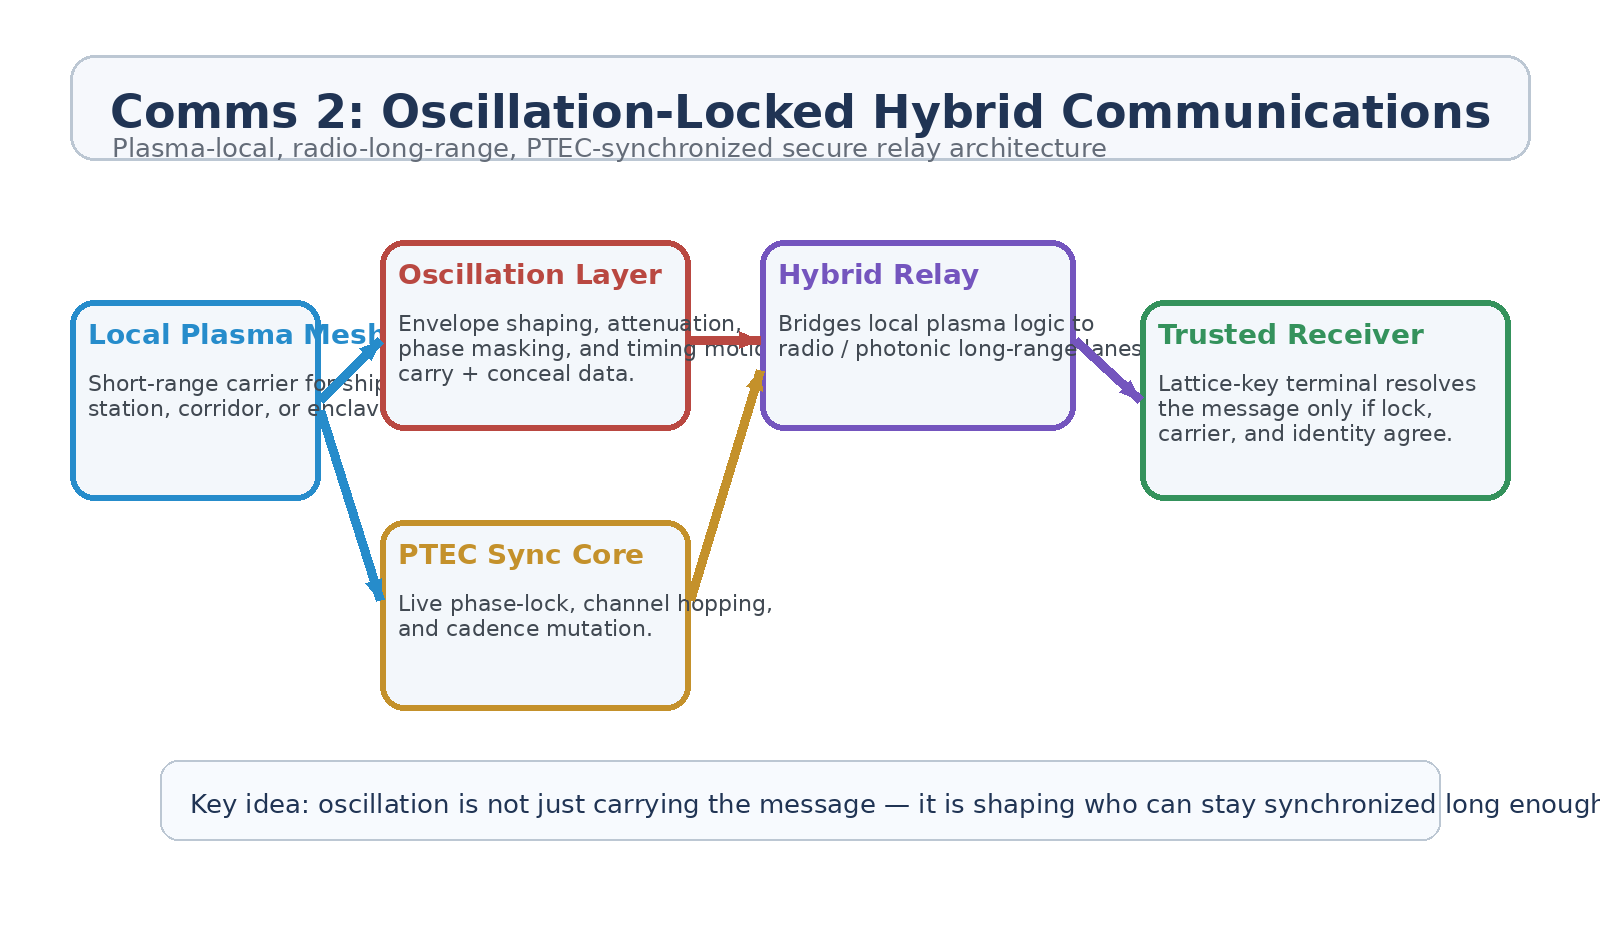 Comms 2: Oscillation-Locked Hybrid Communications
Plasma-local, radio-long-range, PTEC-synchronized secure relay architecture
Local Plasma Mesh
Short-range carrier for ship
station, corridor, or enclav
Oscillation Layer
Envelope shaping, attenuation,
phase masking, and timing motio
carry + conceal data.
Hybrid Relay
Bridges local plasma logic to
radio / photonic long-range lanes
Trusted Receiver
Lattice-key terminal resolves
the message only if lock,
carrier, and identity agree.
PTEC Sync Core
Live phase-lock, channel hopping,
and cadence mutation.
Key idea: oscillation is not just carrying the message — it is shaping who can stay synchronized long enough